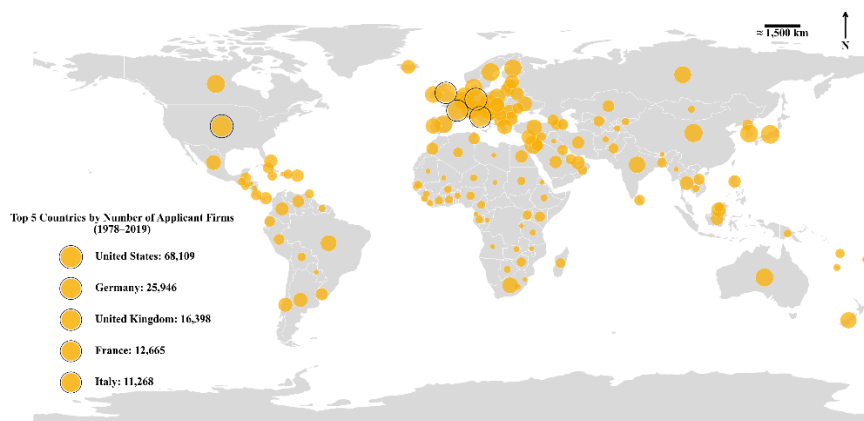 ≈ 1,500 km
N
Top 5 Countries by Number of Applicant Firms
(1978–2019)
United States: 68,109
Germany: 25,946
United Kingdom: 16,398
France: 12,665
Italy: 11,268